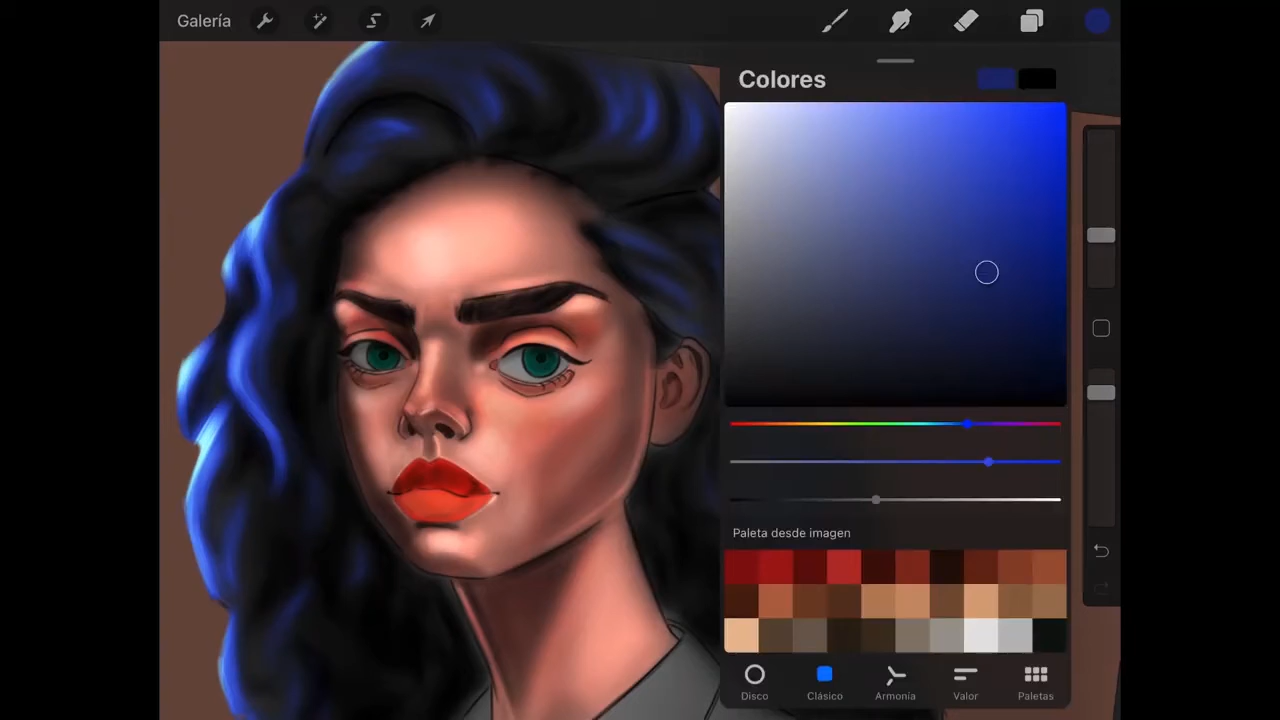 Galería
Colores
Paleta desde imagen
Disco
Clásico
Armonía
Valor
Paletas